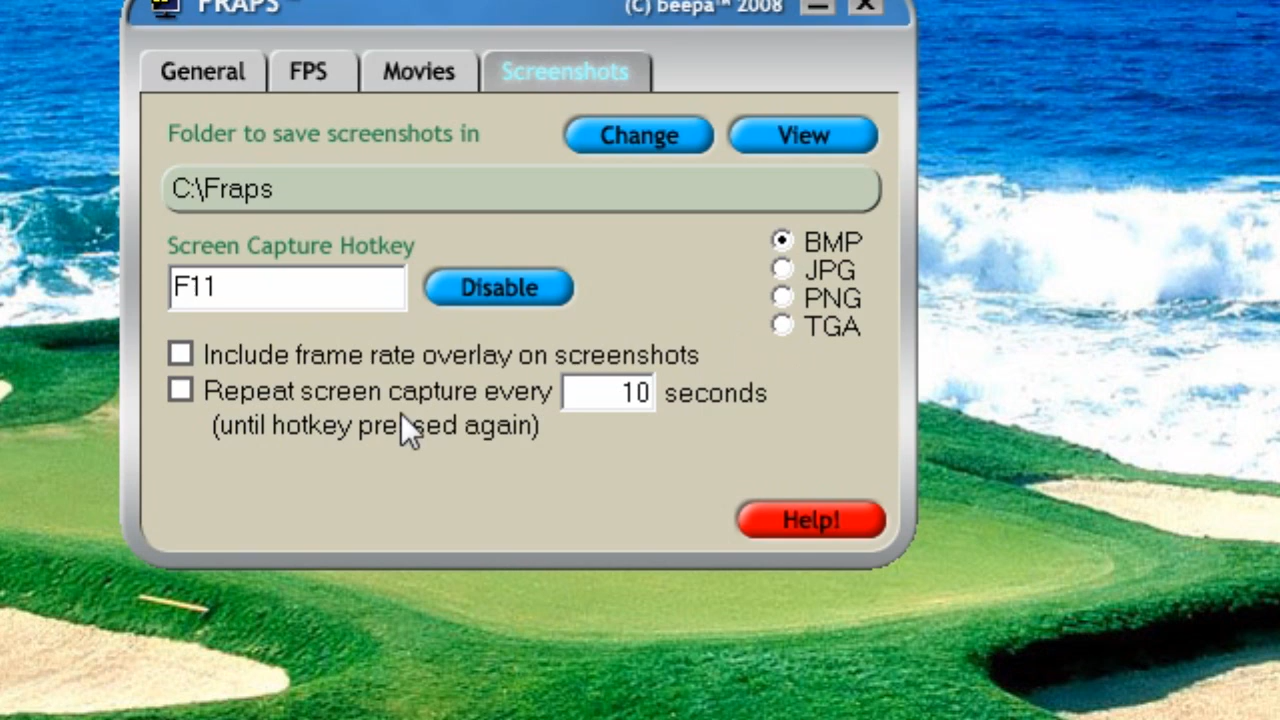 FRAPS (C) beepa™ 2008
General FPS Movies Screenshots
Folder to save screenshots in Change View
C:\Fraps
Screen Capture Hotkey
F11 Disable
BMP
JPG
PNG
TGA
Include frame rate overlay on screenshots
Repeat screen capture every 10 seconds
(until hotkey pressed again)
Help!